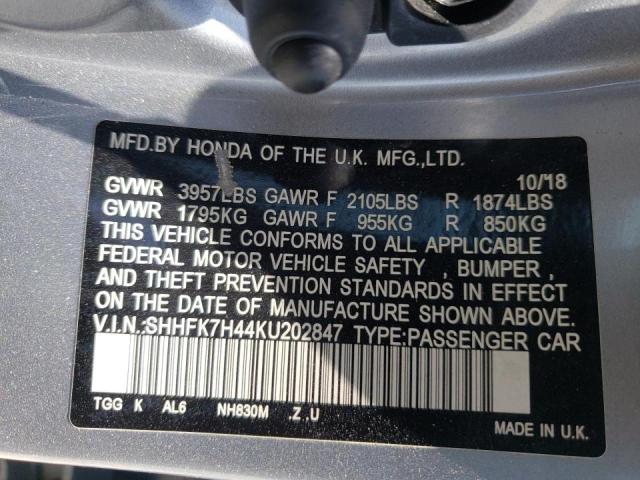 MFD.BY HONDA OF THE U.K. MFG.,LTD.
10/18
GVWR 3957LBS GAWR F 2105LBS R 1874LBS
GVWR 1795KG GAWR F 955KG R 850KG
THIS VEHICLE CONFORMS TO ALL APPLICABLE
FEDERAL MOTOR VEHICLE SAFETY , BUMPER ,
AND THEFT PREVENTION STANDARDS IN EFFECT
ON THE DATE OF MANUFACTURE SHOWN ABOVE.
V.I.N.:SHHFK7H44KU202847 TYPE:PASSENGER CAR
TGG K AL6 NH830M .Z .U
MADE IN U.K.